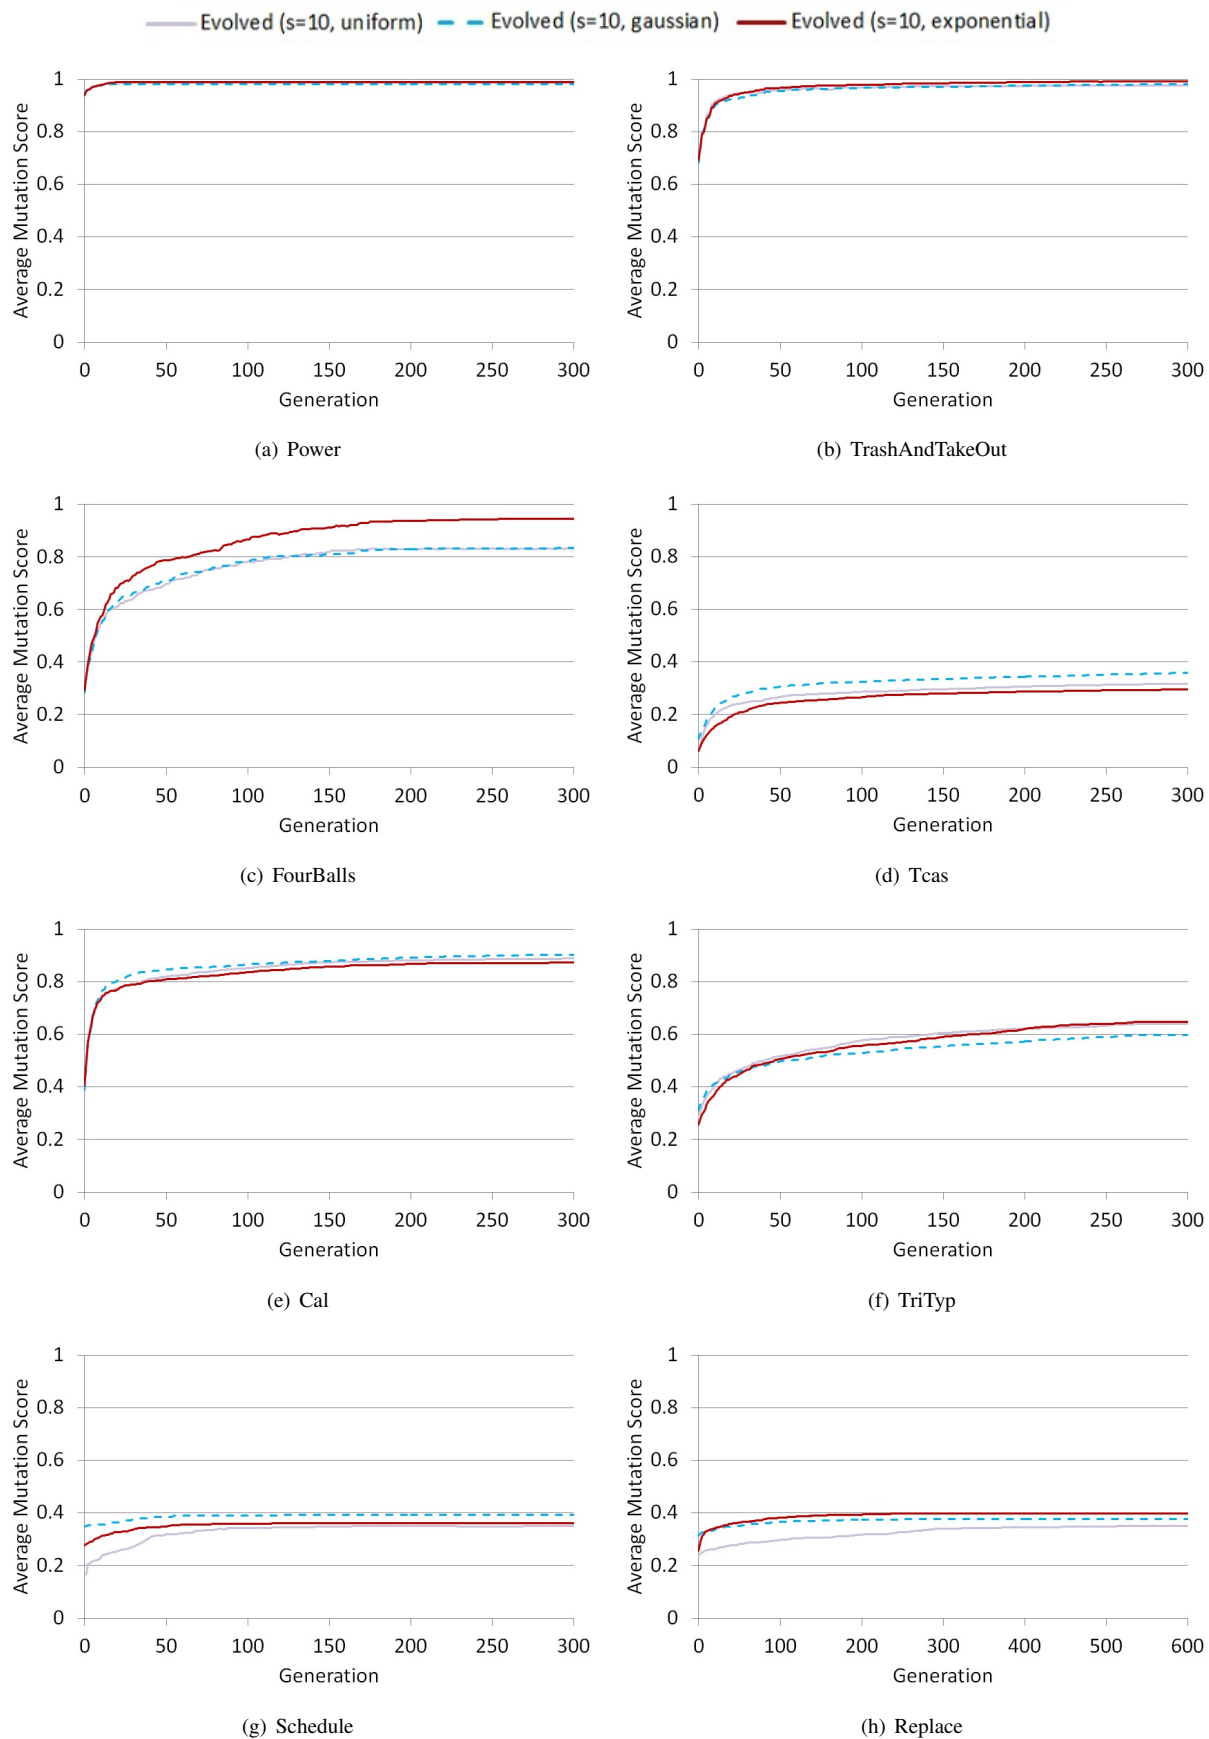 Evolved (s=10, uniform) Evolved (s=10, gaussian) Evolved (s=10, exponential)
Average Mutation Score
1
0.8
0.6
0.4
0.2
0
0 50 100 150 200 250 300
Generation
(a) Power
Average Mutation Score
1
0.8
0.6
0.4
0.2
0
0 50 100 150 200 250 300
Generation
(b) TrashAndTakeOut
Average Mutation Score
1
0.8
0.6
0.4
0.2
0
0 50 100 150 200 250 300
Generation
(c) FourBalls
Average Mutation Score
1
0.8
0.6
0.4
0.2
0
0 50 100 150 200 250 300
Generation
(d) Tcas
Average Mutation Score
1
0.8
0.6
0.4
0.2
0
0 50 100 150 200 250 300
Generation
(e) Cal
Average Mutation Score
1
0.8
0.6
0.4
0.2
0
0 50 100 150 200 250 300
Generation
(f) TriTyp
Average Mutation Score
1
0.8
0.6
0.4
0.2
0
0 50 100 150 200 250 300
Generation
(g) Schedule
Average Mutation Score
1
0.8
0.6
0.4
0.2
0
0 100 200 300 400 500 600
Generation
(h) Replace